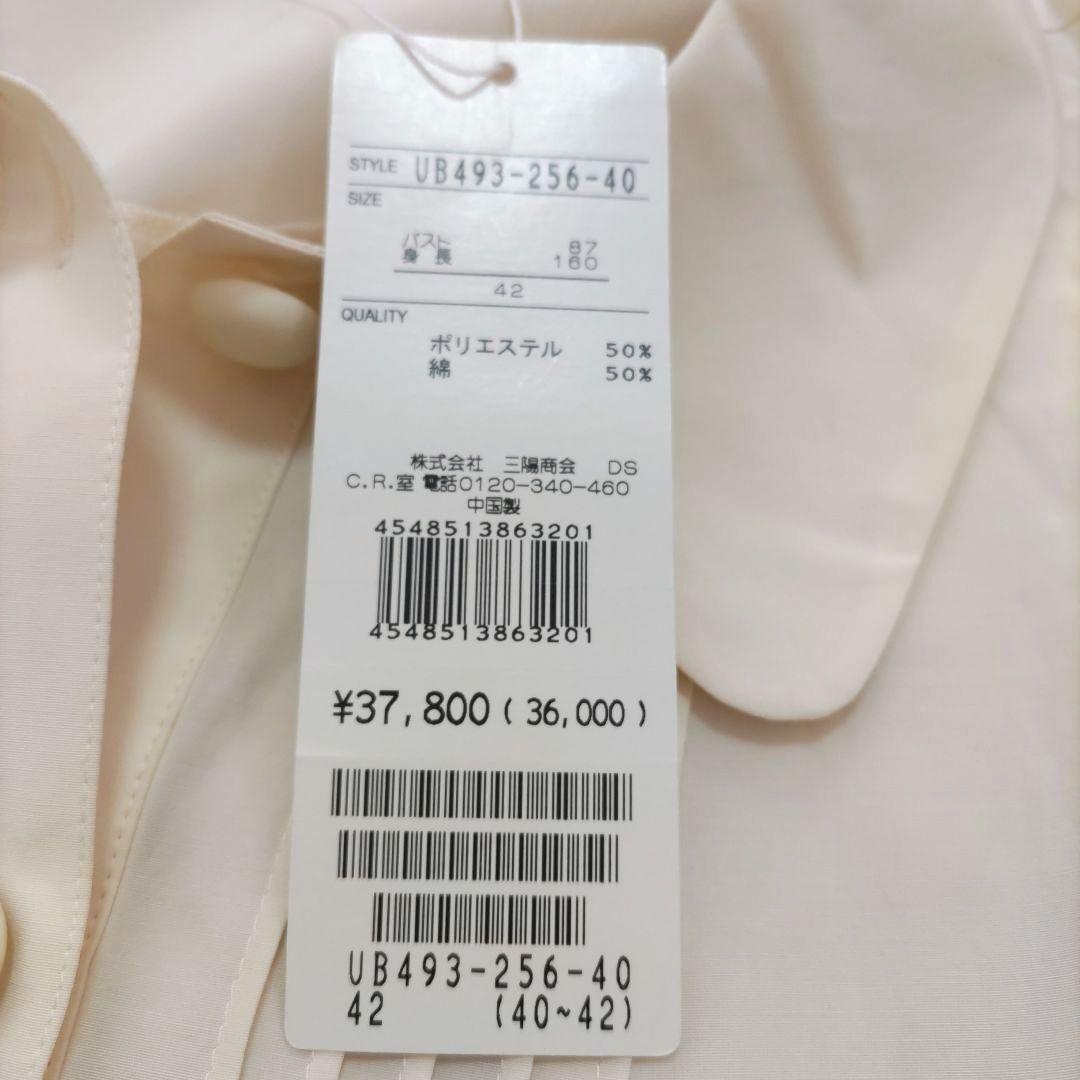 STYLE UB493-256-40
SIZE
バスト 87
身長 160
42
QUALITY
ポリエステル 50%
綿 50%
株式会社 三陽商会 DS
C.R.室 電話0120-340-460
中国製
4548513863201
4548513863201
¥37,800 (36,000)
UB493-256-40
42 (40~42)